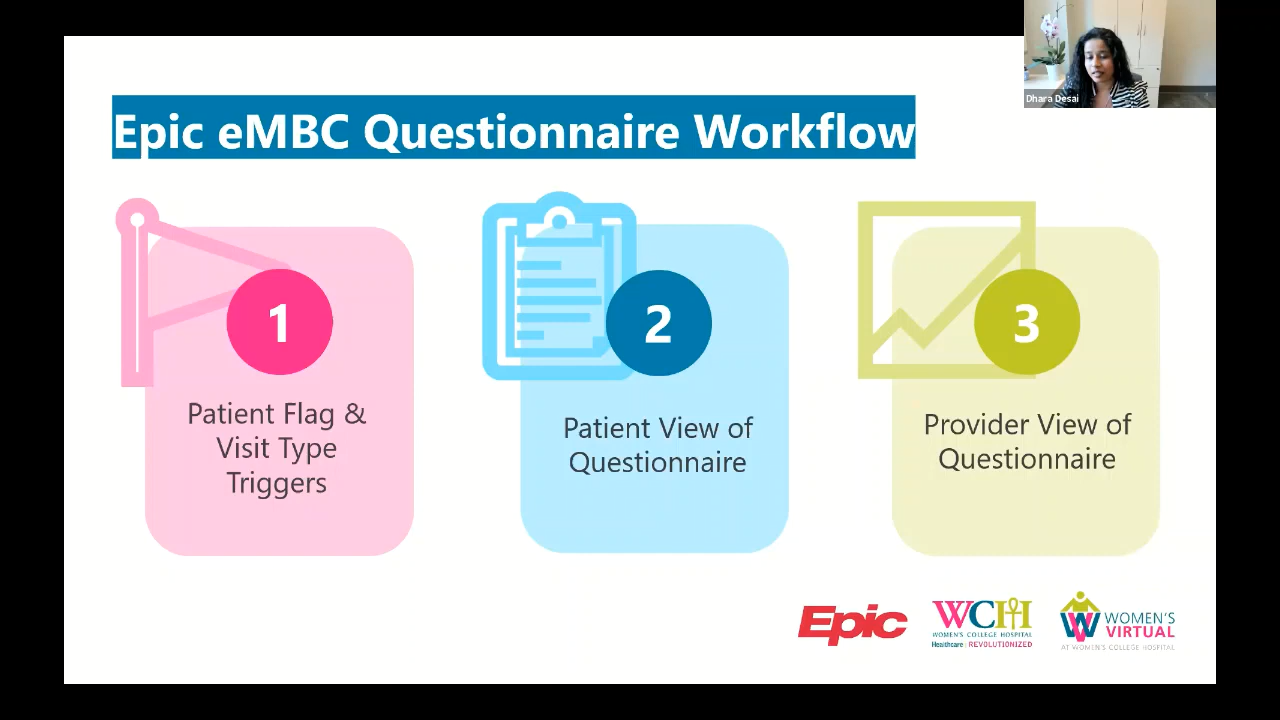 Dhara Desai
Epic eMBC Questionnaire Workflow
1
Patient Flag &
Visit Type
Triggers
2
Patient View of
Questionnaire
3
Provider View of
Questionnaire
Epic
WCH
WOMEN'S COLLEGE HOSPITAL
Healthcare | REVOLUTIONIZED
W
WOMEN'S
VIRTUAL
AT WOMEN'S COLLEGE HOSPITAL